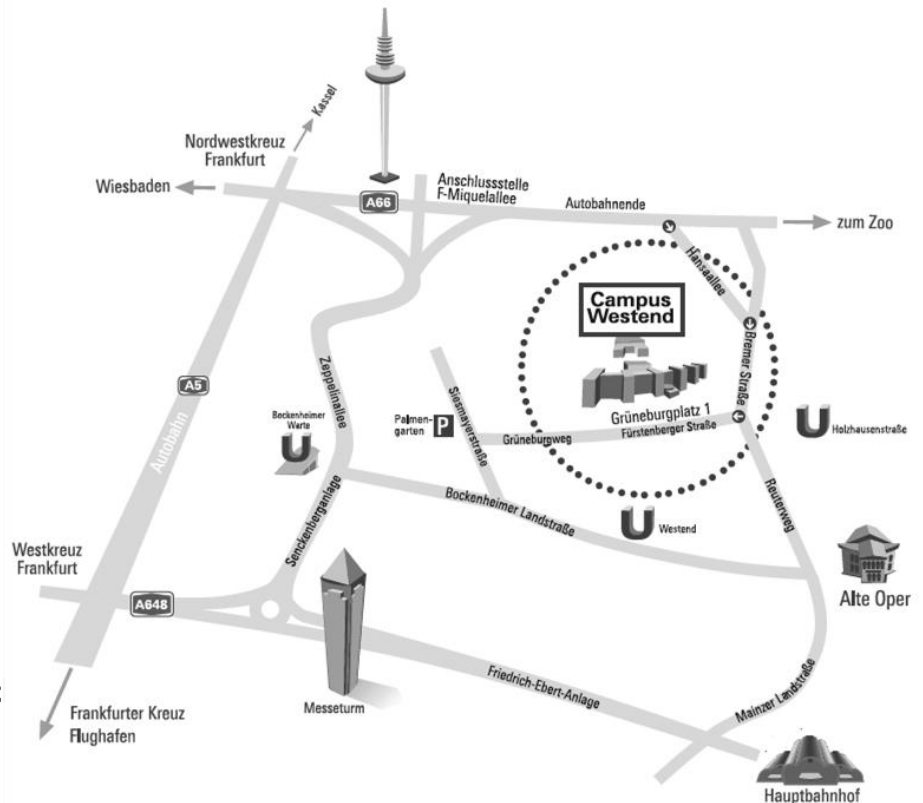 Kassel
Nordwestkreuz
Frankfurt
Wiesbaden
A66
Anschlussstelle
F-Miquelallee
Autobahnende
zum Zoo
Hansaallee
Campus
Westend
Bremer Straße
Zeppelinallee
A5
Autobahn
Siesmayerstraße
Grüneburgplatz 1
Bockenheimer
Warte
U
Palmen-
garten
P
Grüneburgweg
Fürstenberger Straße
U
Holzhausenstraße
Reuterweg
Senckenberganlage
Bockenheimer Landstraße
U
Westend
Westkreuz
Frankfurt
A648
Alte Oper
Friedrich-Ebert-Anlage
Mainzer Landstraße
Messeturm
Frankfurter Kreuz
Flughafen
Hauptbahnhof